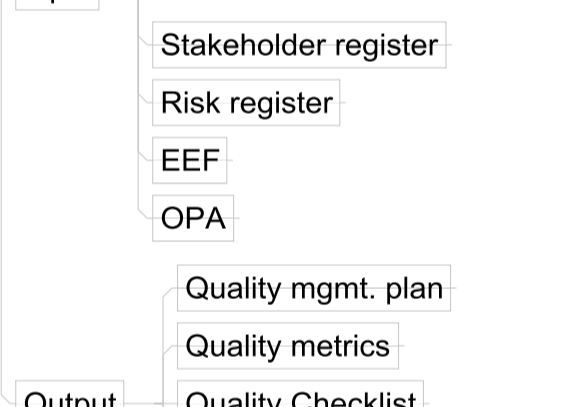 Stakeholder register
Risk register
EEF
OPA
Quality mgmt. plan
Quality metrics
Output
Quality Checklist